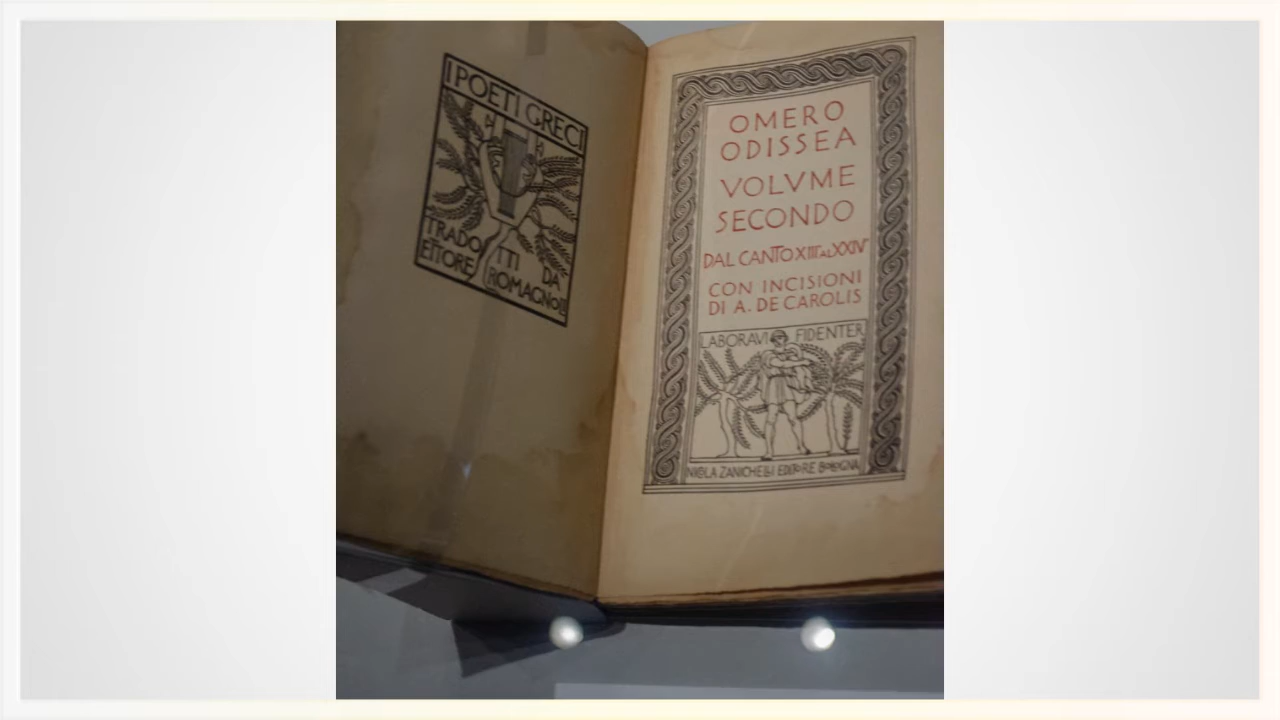 I POETI GRECI
TRADOTTI DA
ETTORE ROMAGNOLI
OMERO
ODISSEA
VOLVME
SECONDO
DAL CANTO XIII AL XXIV
CON INCISIONI
DI A. DE CAROLIS
LABORAVI FIDENTER
NICOLA ZANICHELLI EDITORE BOLOGNA